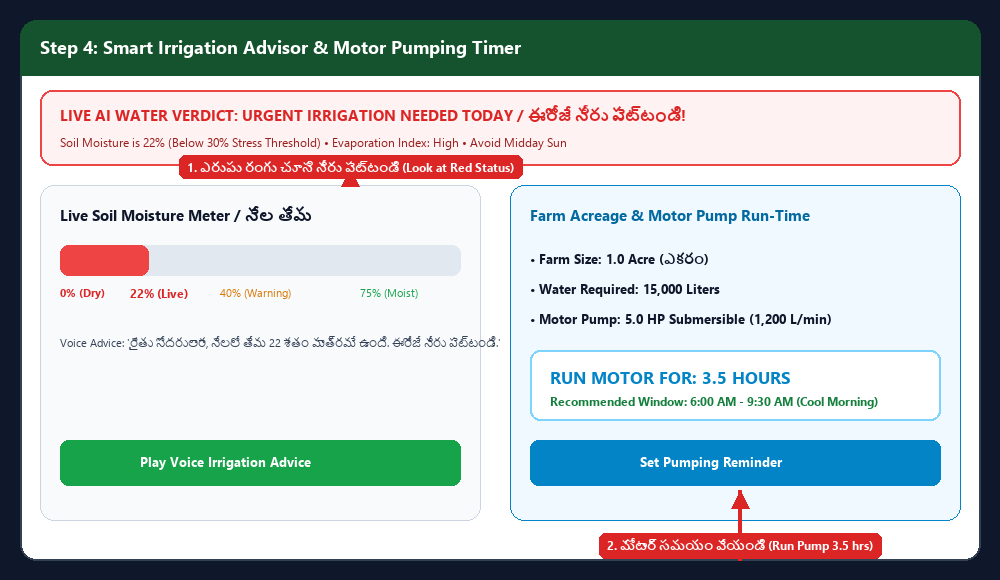 Step 4: Smart Irrigation Advisor & Motor Pumping Timer
LIVE AI WATER VERDICT: URGENT IRRIGATION NEEDED TODAY / ఈరోజే నీరు పెట్టండి!
Soil Moisture is 22% (Below 30% Stress Threshold) • Evaporation Index: High • Avoid Midday Sun
1. ఎరుపు రంగు చూసి నీరు పెట్టండి (Look at Red Status)
Live Soil Moisture Meter / నేల తేమ
0% (Dry) 22% (Live) 40% (Warning) 75% (Moist)
Voice Advice: 'రైతు సోదరులారా, నేలలో తేమ 22 శాతం మాత్రమే ఉంది. ఈరోజే నీరు పెట్టండి.'
Play Voice Irrigation Advice
Farm Acreage & Motor Pump Run-Time
• Farm Size: 1.0 Acre (ఎకరం)
• Water Required: 15,000 Liters
• Motor Pump: 5.0 HP Submersible (1,200 L/min)
RUN MOTOR FOR: 3.5 HOURS
Recommended Window: 6:00 AM - 9:30 AM (Cool Morning)
Set Pumping Reminder
2. మోటార్ సమయం వేయండి (Run Pump 3.5 hrs)